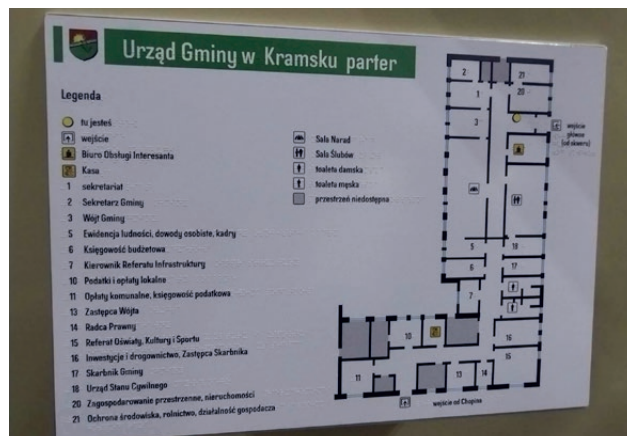 Urząd Gminy w Kramsku parter
Legenda
tu jesteś
wejście
Biuro Obsługi Interesanta
Kasa
1 sekretariat
2 Sekretarz Gminy
3 Wójt Gminy
5 Ewidencja ludności, dowody osobiste, kadry
6 Księgowość budżetowa
7 Kierownik Referatu Infrastruktury
10 Podatki i opłaty lokalne
11 Opłaty komunalne, księgowość podatkowa
13 Zastępca Wójta
14 Radca Prawny
15 Referat Oświaty, Kultury i Sportu
16 Inwestycje i drogownictwo, Zastępca Skarbnika
17 Skarbnik Gminy
18 Urząd Stanu Cywilnego
20 Zagospodarowanie przestrzenne, nieruchomości
21 Ochrona środowiska, rolnictwo, działalność gospodarcza
Sala Narad
Sala Ślubów
toaleta damska
toaleta męska
przestrzeń niedostępna
2
21
1
20
3
wejście
główne
(od skweru)
5
18
6
17
7
10
16
15
11
13
14
wejście od Chopina